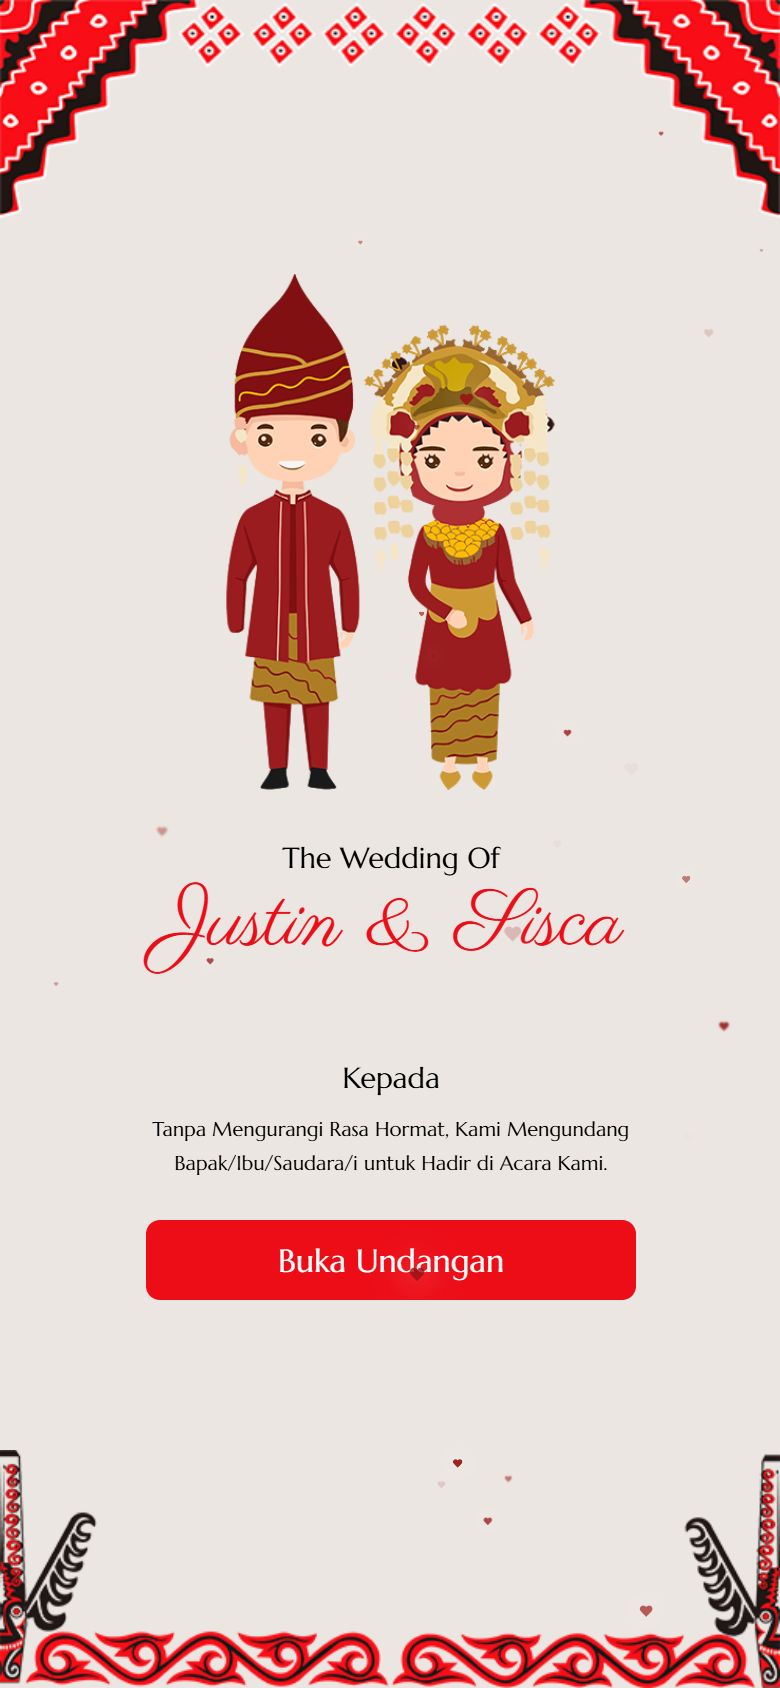 The Wedding Of
Justin & Sisca
Kepada
Tanpa Mengurangi Rasa Hormat, Kami Mengundang
Bapak/Ibu/Saudara/i untuk Hadir di Acara Kami.
Buka Undangan